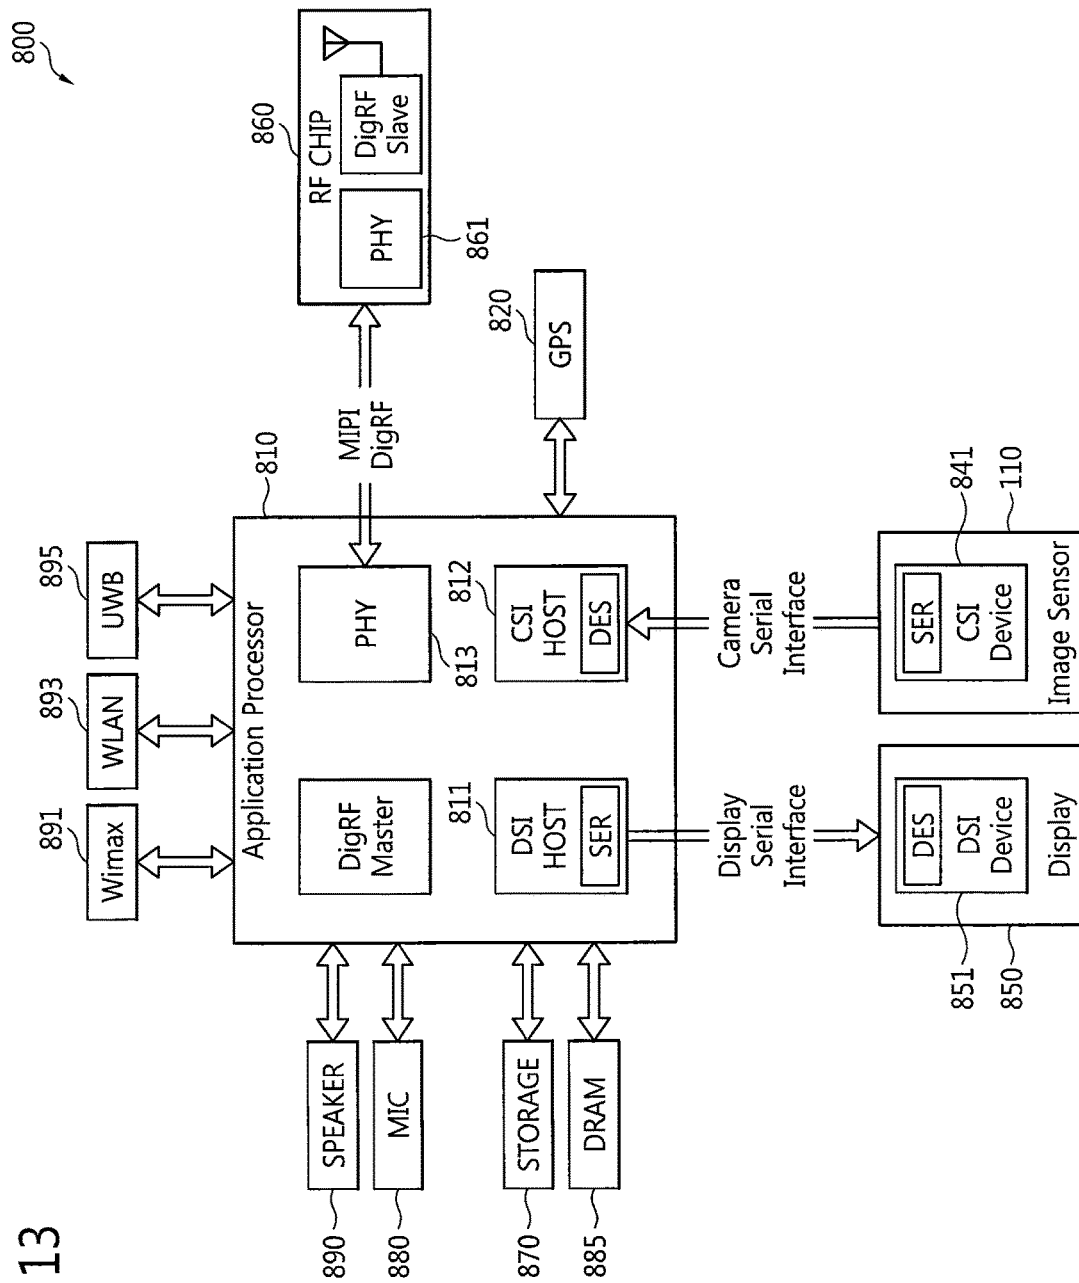 13
800
891
893
895
Wimax
WLAN
UWB
Application Processor
810
860
RF CHIP
890
SPEAKER
DigRF
Master
PHY
813
MIPI
DigRF
PHY
861
DigRF
Slave
880
MIC
870
STORAGE
811
DSI
HOST
SER
812
CSI
HOST
DES
820
GPS
885
DRAM
Display
Serial
Interface
Camera
Serial
Interface
851
DES
DSI
Device
841
SER
CSI
Device
850
Display
110
Image Sensor